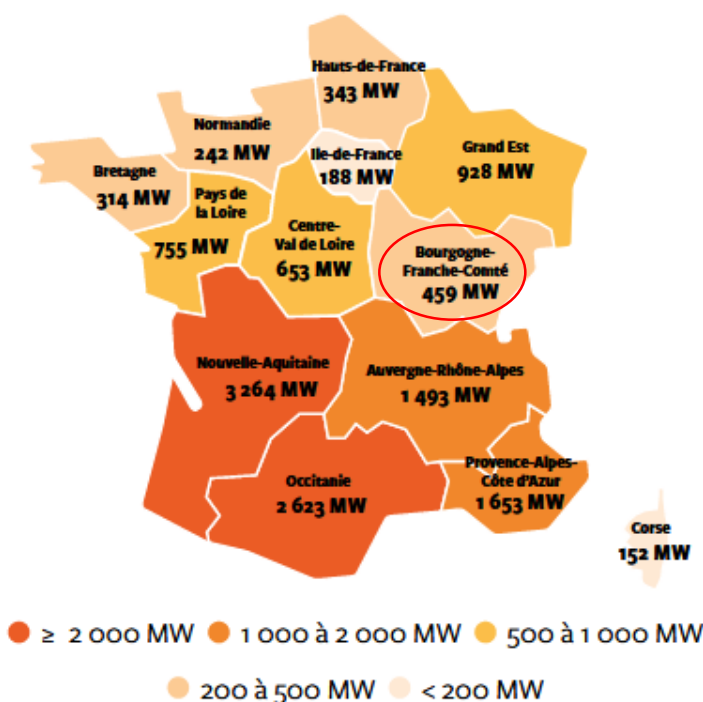 Hauts-de-France
343 MW
Normandie
242 MW
Ile-de-France
188 MW
Grand Est
928 MW
Bretagne
314 MW
Pays de
la Loire
755 MW
Centre-
Val de Loire
653 MW
Bourgogne-
Franche-Comté
459 MW
Nouvelle-Aquitaine
3 264 MW
Auvergne-Rhône-Alpes
1 493 MW
Occitanie
2 623 MW
Provence-Alpes-
Côte d'Azur
1 653 MW
Corse
152 MW
≥ 2 000 MW 1 000 à 2 000 MW 500 à 1 000 MW
200 à 500 MW < 200 MW